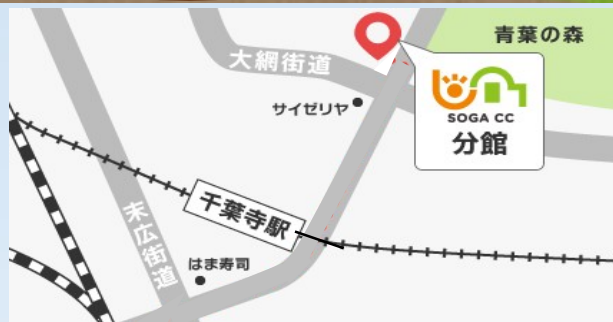 青葉の森
大網街道
サイゼリヤ
SOGA CC
分館
千葉寺駅
末広街道
はま寿司